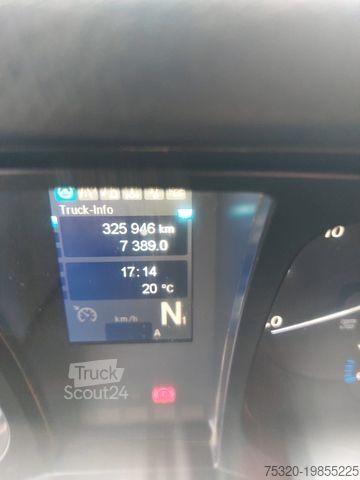 Truck-Info
325 946 km
7 389.0
17:14
20 °C
km/h
N1
A
10
Truck
Scout24
75320-19855225